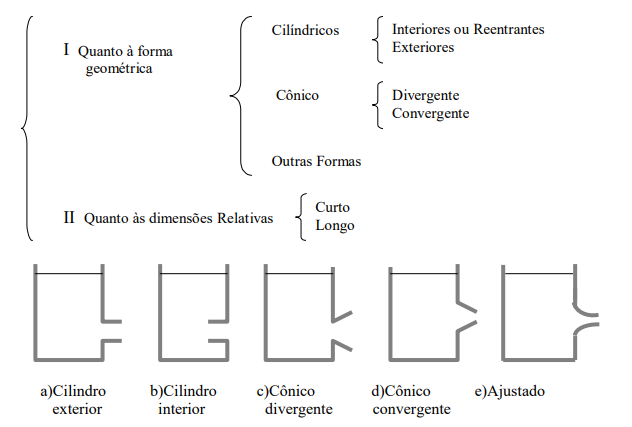 I Quanto à forma
geométrica
Cilíndricos
Interiores ou Reentrantes
Exteriores
Cônico
Divergente
Convergente
Outras Formas
II Quanto às dimensões Relativas
Curto
Longo
a)Cilindro
exterior
b)Cilindro
interior
c)Cônico
divergente
d)Cônico
convergente
e)Ajustado